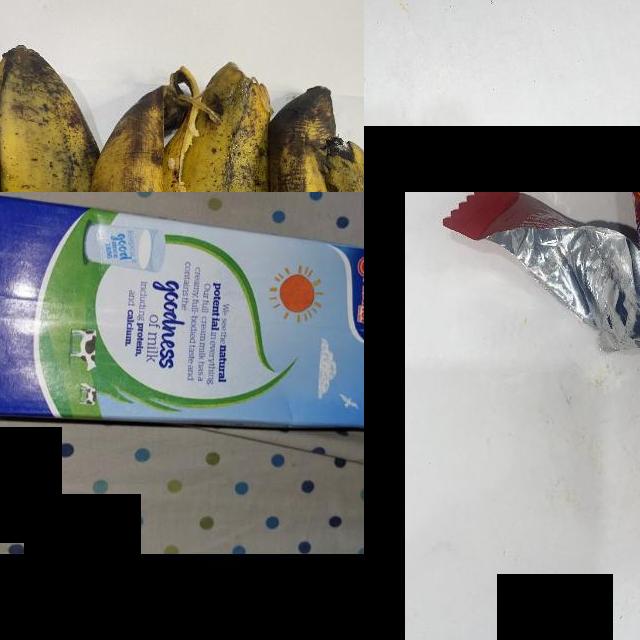 We see the natural
potential in everything
Our full cream milk has a
creamy full-bodied taste and
contains the
goodness
of milk
including protein,
and calcium.